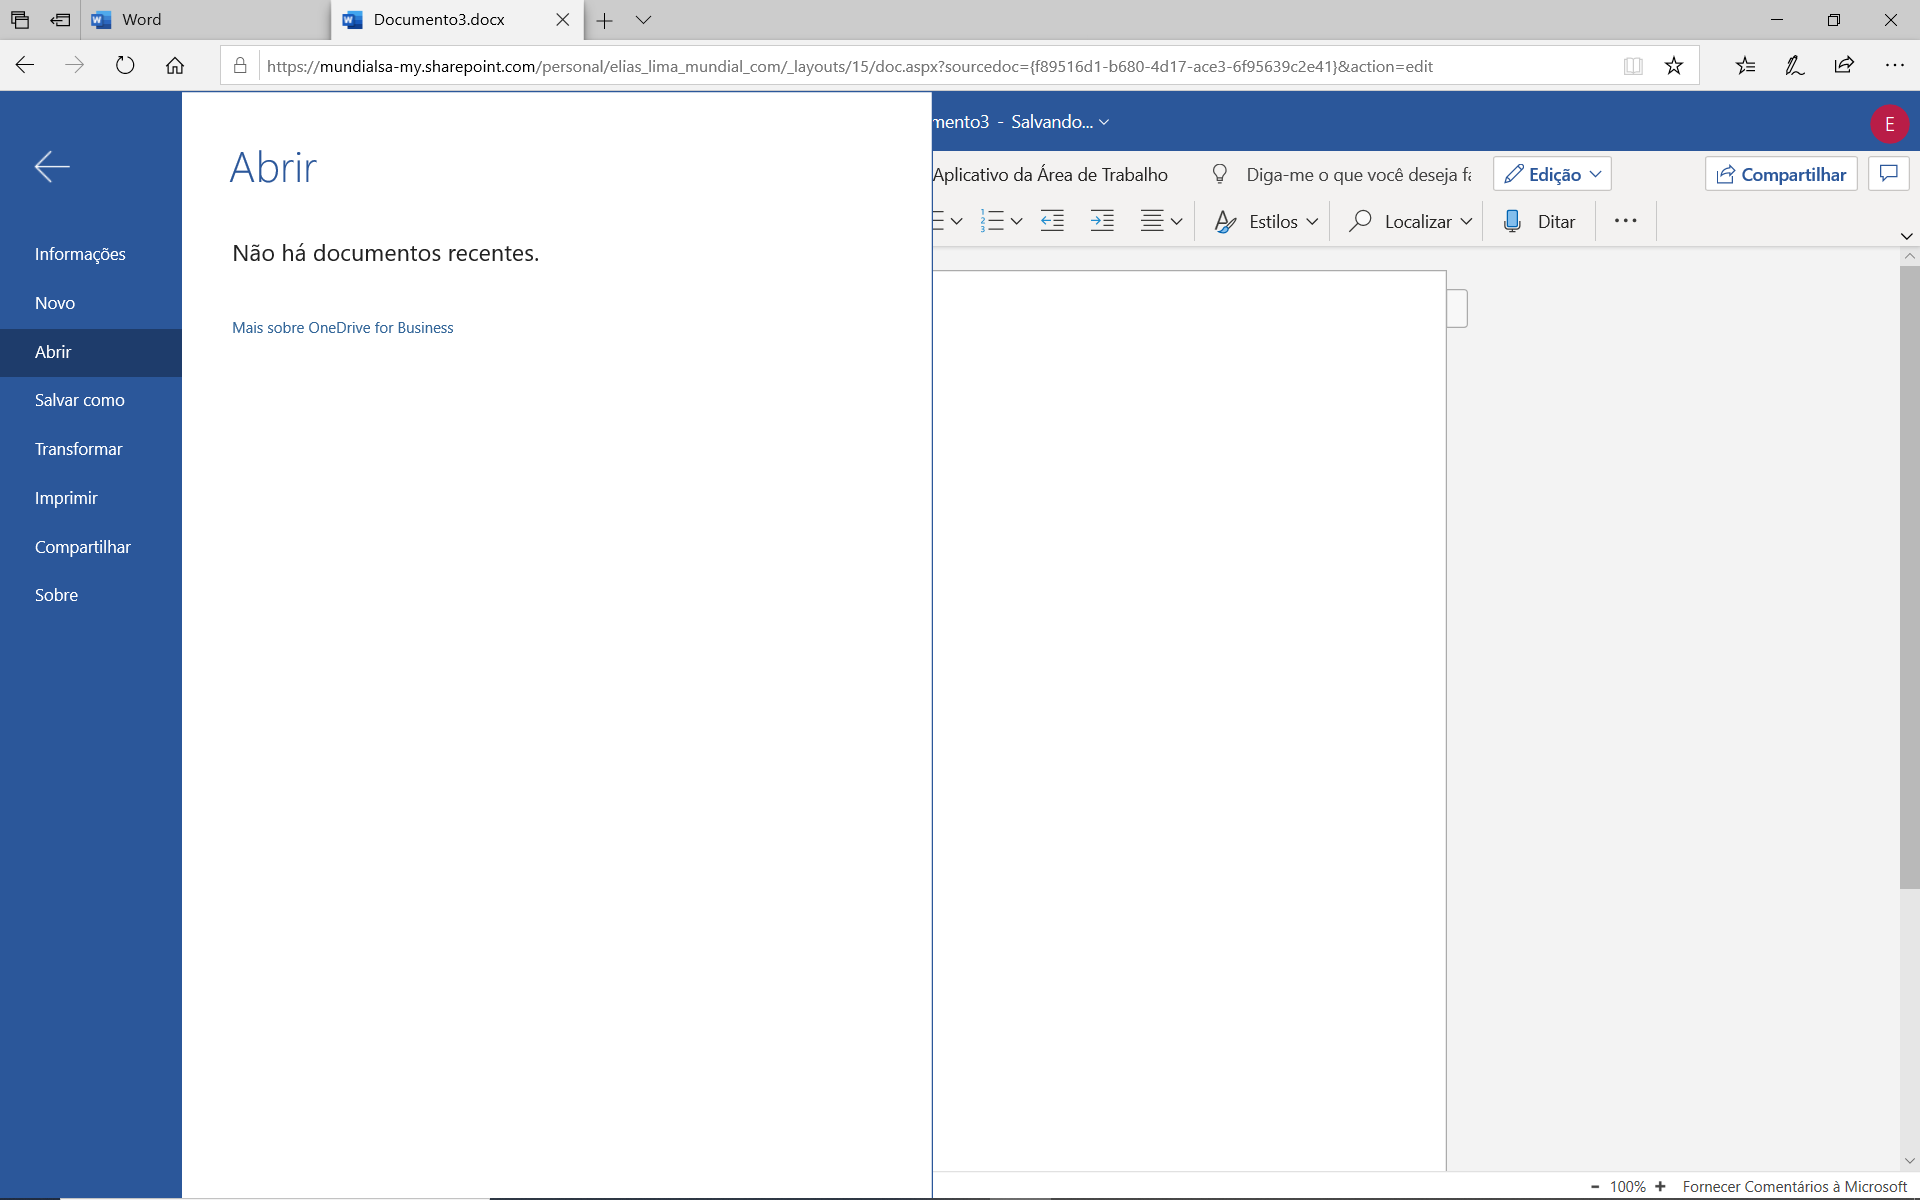 Word
Documento3.docx
https://mundialsa-my.sharepoint.com/personal/elias_lima_mundial_com/_layouts/15/doc.aspx?sourcedoc={f89516d1-b680-4d17-ace3-6f95639c2e41}&action=edit
mento3 - Salvando...
E
Aplicativo da Área de Trabalho
Diga-me o que você deseja fa
Edição
Compartilhar
Estilos
Localizar
Ditar
Abrir
Não há documentos recentes.
Mais sobre OneDrive for Business
Informações
Novo
Abrir
Salvar como
Transformar
Imprimir
Compartilhar
Sobre
100%
Fornecer Comentários à Microsoft